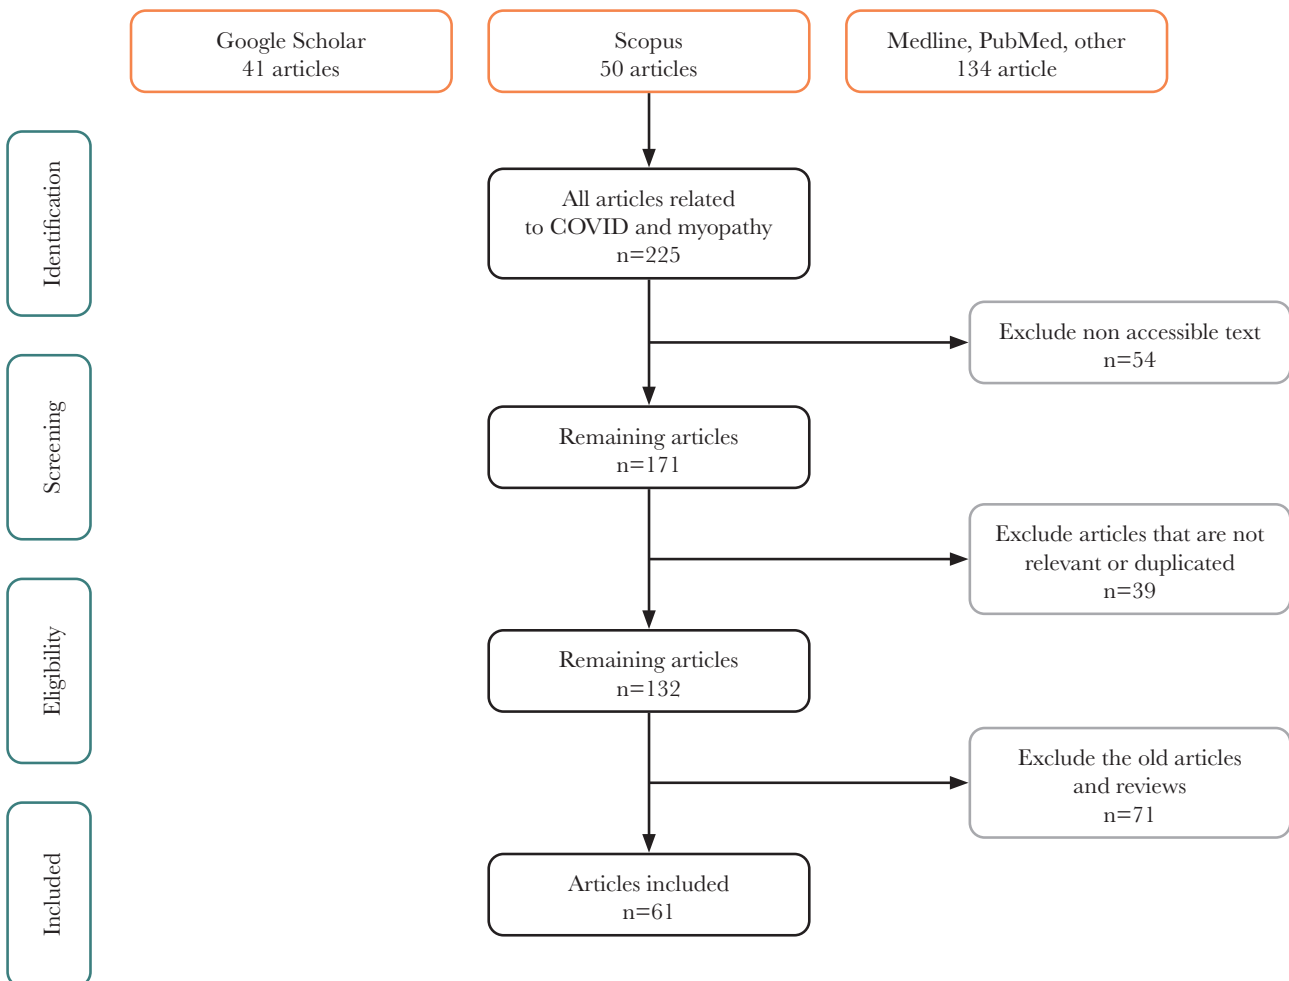 Google Scholar
41 articles
Scopus
50 articles
Medline, PubMed, other
134 article
Identification
All articles related
to COVID and myopathy
n=225
Exclude non accessible text
n=54
Screening
Remaining articles
n=171
Exclude articles that are not
relevant or duplicated
n=39
Eligibility
Remaining articles
n=132
Exclude the old articles
and reviews
n=71
Included
Articles included
n=61